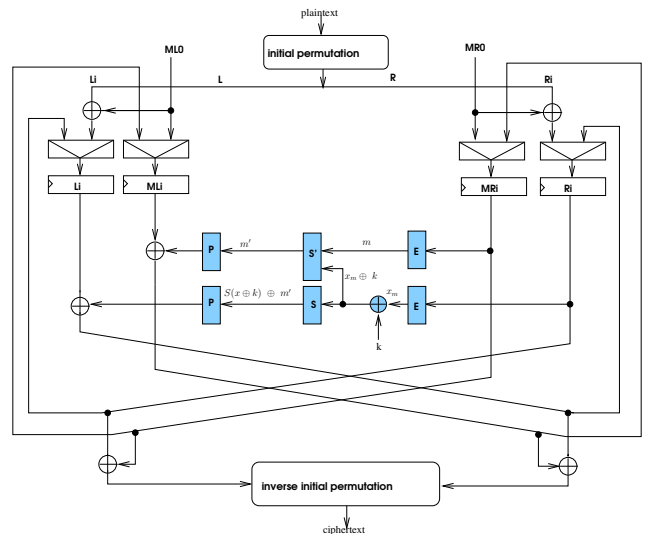 plaintext
initial permutation
ML0
MR0
Li
L
R
Ri
Li
MLi
MRi
Ri
P
m′
S'
m
E
x_m ⊕ k
P
S(x ⊕ k) ⊕ m′
S
x_m
E
k
inverse initial permutation
ciphertext